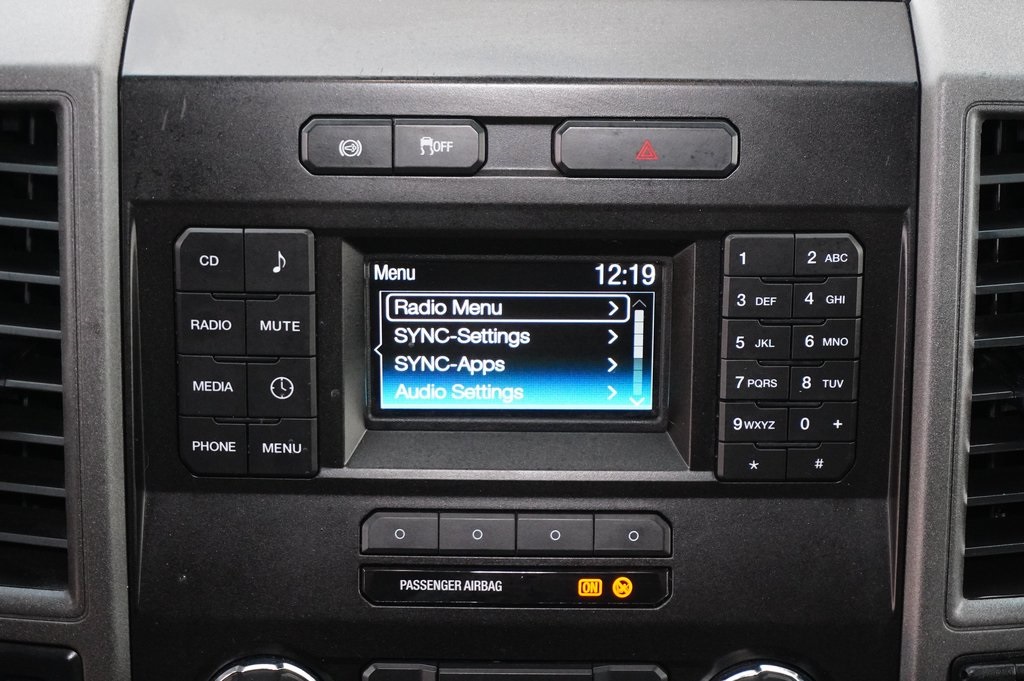 OFF
CD
RADIO MUTE
MEDIA
PHONE MENU
Menu 12:19
Radio Menu
SYNC-Settings
SYNC-Apps
Audio Settings
1 2 ABC
3 DEF 4 GHI
5 JKL 6 MNO
7 PQRS 8 TUV
9 WXYZ 0 +
* #
PASSENGER AIRBAG ON